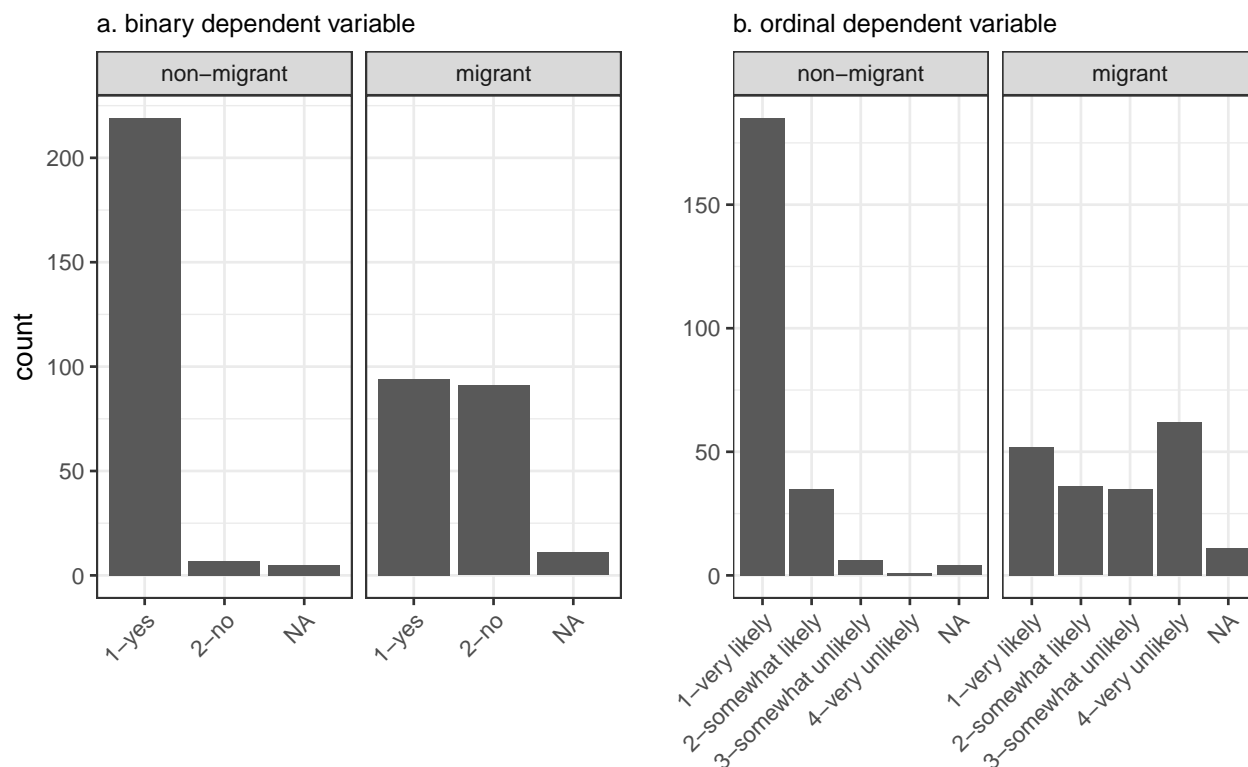 a. binary dependent variable
non−migrant migrant
200
150
100
50
0
count
1−yes 2−no NA 1−yes 2−no NA
b. ordinal dependent variable
non−migrant migrant
150
100
50
0
1−very likely 2−somewhat likely 3−somewhat unlikely 4−very unlikely NA 1−very likely 2−somewhat likely 3−somewhat unlikely 4−very unlikely NA